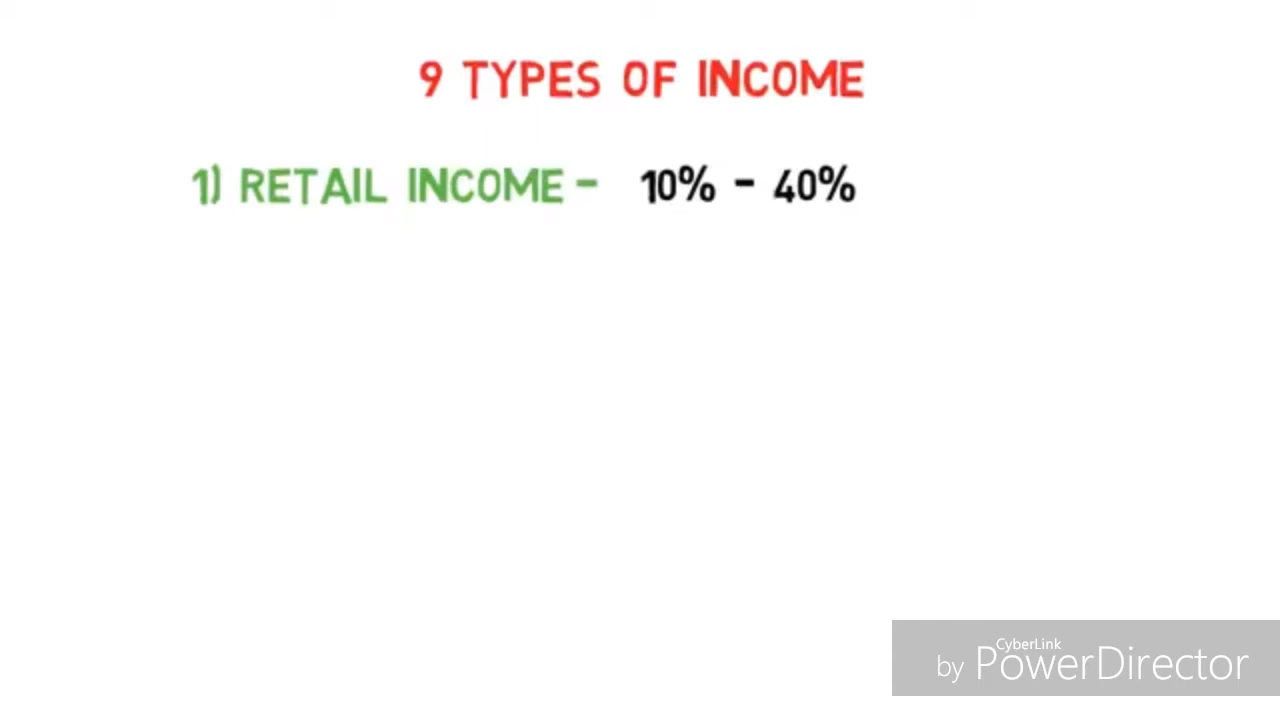 9 TYPES OF INCOME
1) RETAIL INCOME - 10% - 40%
CyberLink
by PowerDirector